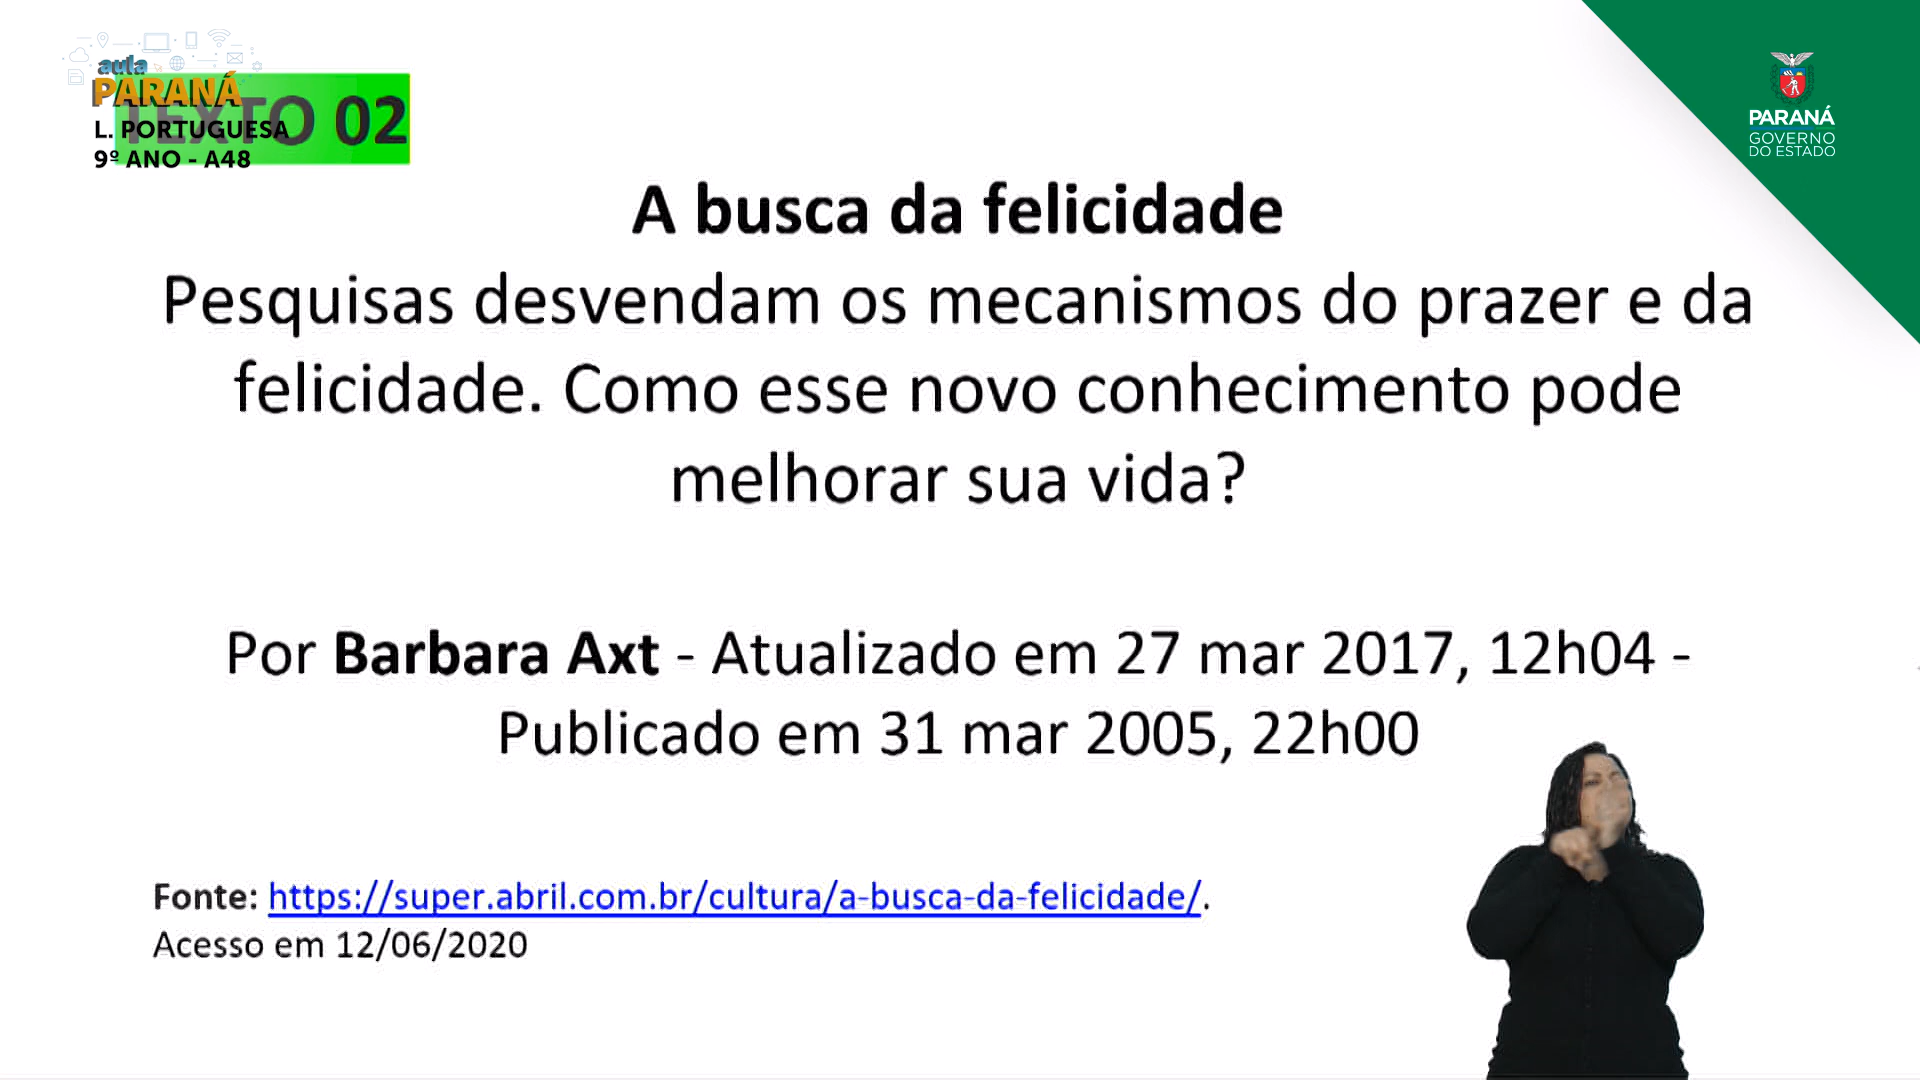 aula
PARANÁ
TEXTO 02
L. PORTUGUESA
9º ANO - A48
PARANÁ
GOVERNO
DO ESTADO
A busca da felicidade
Pesquisas desvendam os mecanismos do prazer e da
felicidade. Como esse novo conhecimento pode
melhorar sua vida?
Por Barbara Axt - Atualizado em 27 mar 2017, 12h04 -
Publicado em 31 mar 2005, 22h00
Fonte: https://super.abril.com.br/cultura/a-busca-da-felicidade/.
Acesso em 12/06/2020